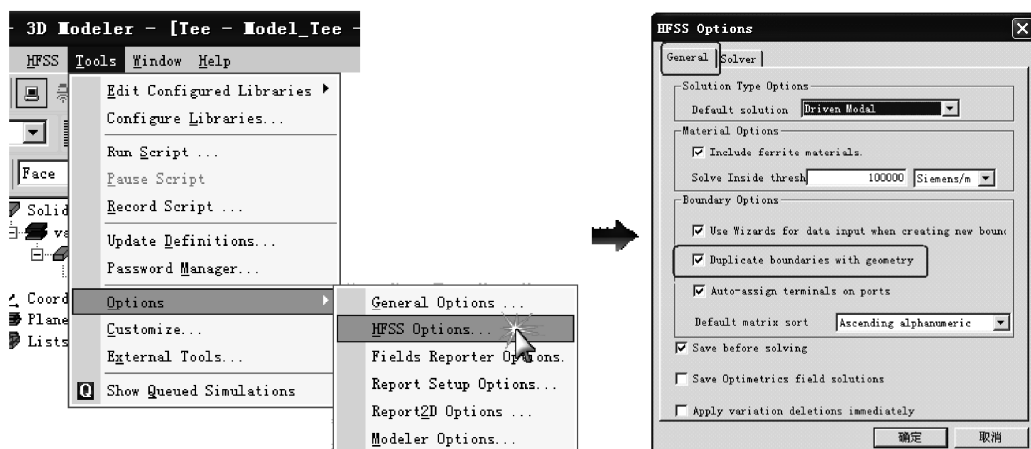 - 3D Modeler - [Tee - Model_Tee -
HFSS Tools Window Help
Edit Configured Libraries
Configure Libraries...
Run Script ...
Pause Script
Record Script ...
Update Definitions...
Password Manager...
Options
Customize...
External Tools...
Q Show Queued Simulations
Face
Solid
va
Coord
Plane
Lists
General Options ...
HFSS Options...
Fields Reporter Options.
Report Setup Options...
Report2D Options ...
Modeler Options...
HFSS Options
General Solver
Solution Type Options
Default solution Driven Modal
Material Options
Include ferrite materials.
Solve Inside thresh 100000 Siemens/m
Boundary Options
Use Wizards for data input when creating new boun
Duplicate boundaries with geometry
Auto-assign terminals on ports
Default matrix sort Ascending alphanumeric
Save before solving
Save Optimetrics field solutions
Apply variation deletions immediately
确定 取消